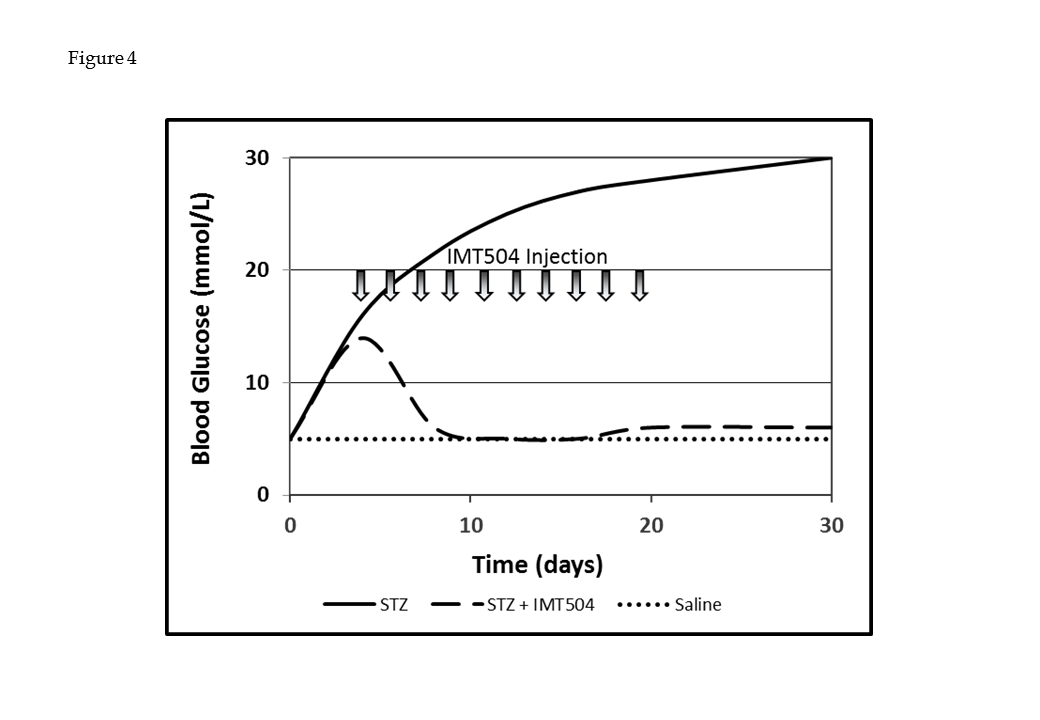 Figure 4
30
IMT504 Injection
20
10
0
Blood Glucose (mmol/L)
0 10 20 30
Time (days)
STZ STZ + IMT504 Saline